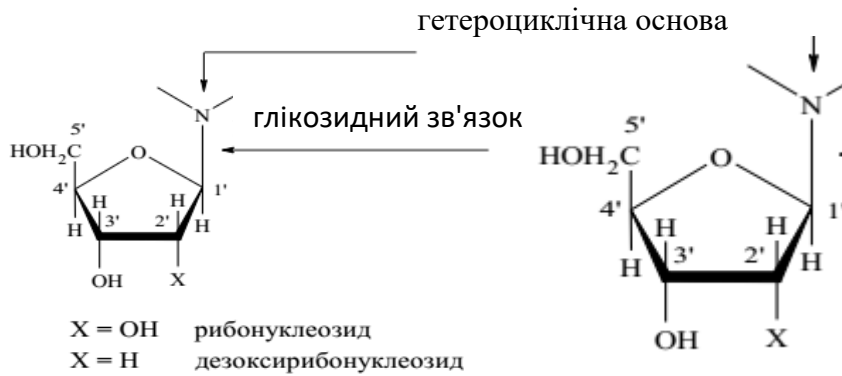 гетероциклічна основа
N
N
глікозидний зв'язок
5'
5'
HOH₂C
O
HOH₂C
O
4'
1'
4'
1'
H
H
H
H
3'
2'
3'
2'
H
H
H
H
OH
X
OH
X
X = OH рибонуклеозид
X = H дезоксирибонуклеозид